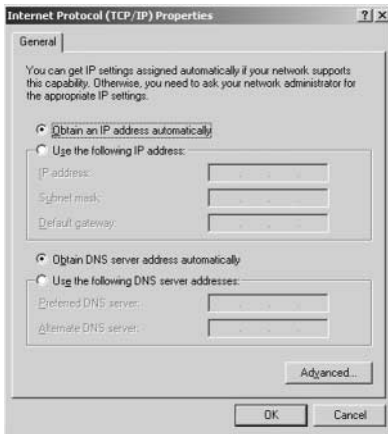 Internet Protocol (TCP/IP) Properties
General
You can get IP settings assigned automatically if your network supports
this capability. Otherwise, you need to ask your network administrator for
the appropriate IP settings.
Obtain an IP address automatically
Use the following IP address:
IP address:
Subnet mask:
Default gateway:
Obtain DNS server address automatically
Use the following DNS server addresses:
Preferred DNS server:
Alternate DNS server:
Advanced...
OK Cancel